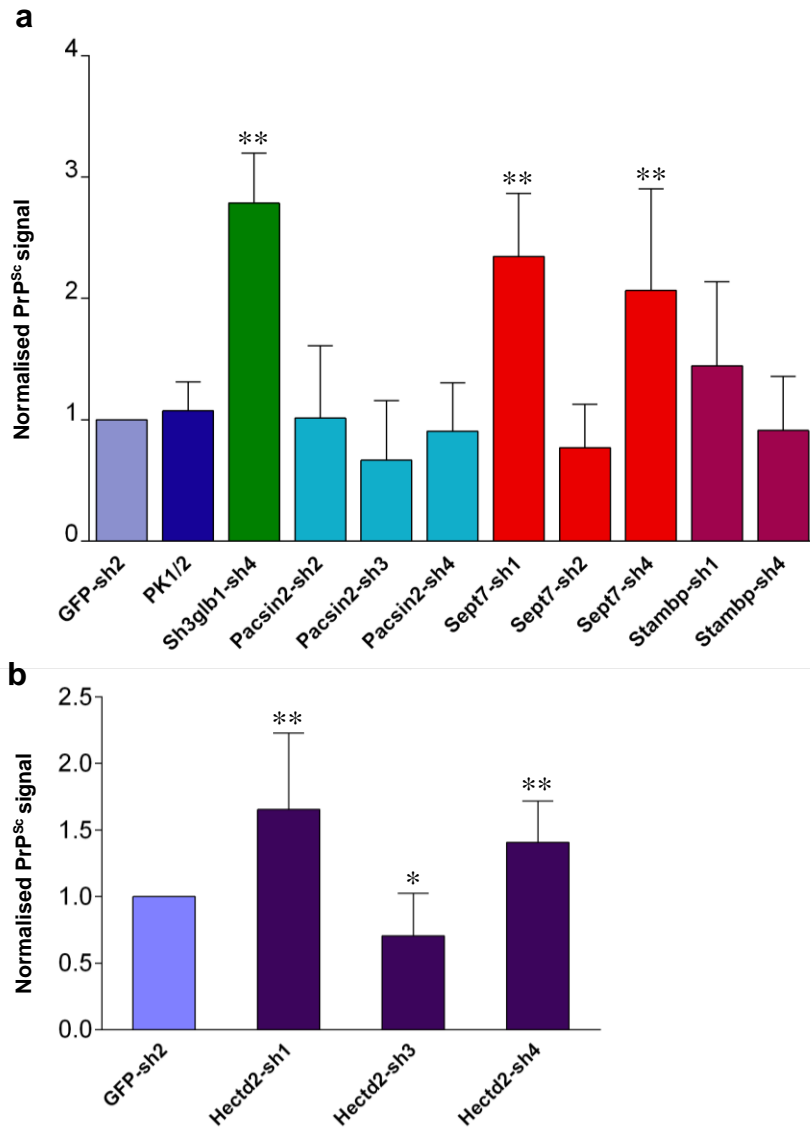 a
Normalised PrPSc signal
4
3
2
1
0
**
**
**
GFP-sh2
PK1/2
Sh3glb1-sh4
Pacsin2-sh2
Pacsin2-sh3
Pacsin2-sh4
Sept7-sh1
Sept7-sh2
Sept7-sh4
Stambp-sh1
Stambp-sh4
b
Normalised PrPSc signal
2.5
2.0
1.5
1.0
0.5
0.0
**
*
**
GFP-sh2
Hectd2-sh1
Hectd2-sh3
Hectd2-sh4